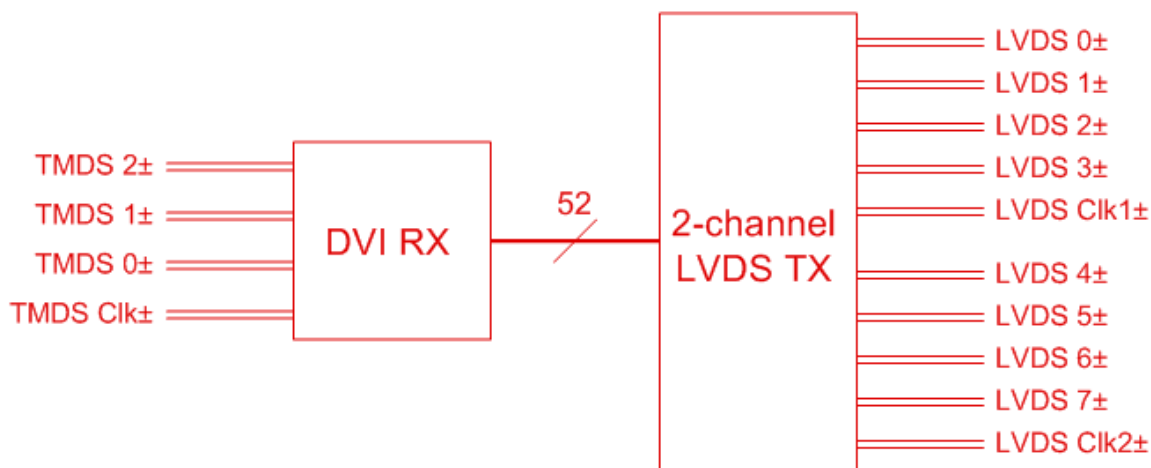 TMDS 2±
TMDS 1±
TMDS 0±
TMDS Clk±
DVI RX
52
2-channel
LVDS TX
LVDS 0±
LVDS 1±
LVDS 2±
LVDS 3±
LVDS Clk1±
LVDS 4±
LVDS 5±
LVDS 6±
LVDS 7±
LVDS Clk2±